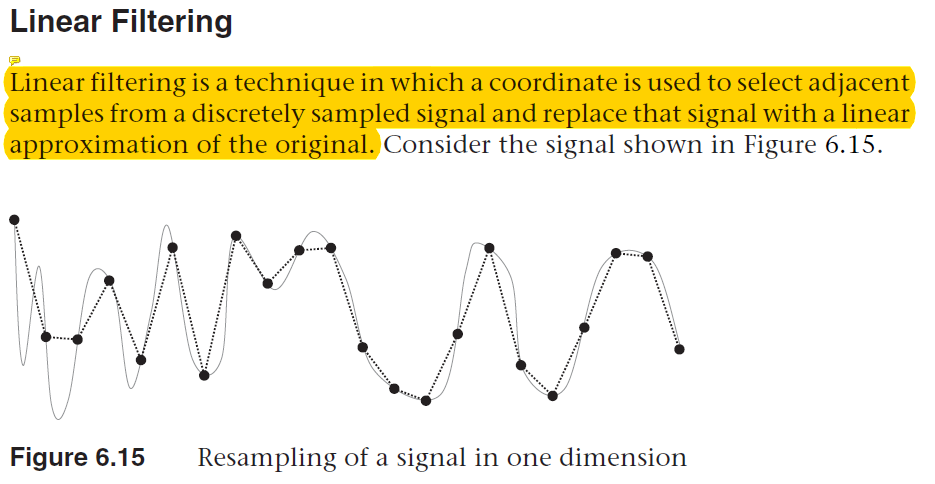 Linear Filtering
Linear filtering is a technique in which a coordinate is used to select adjacent
samples from a discretely sampled signal and replace that signal with a linear
approximation of the original. Consider the signal shown in Figure 6.15.
Figure 6.15 Resampling of a signal in one dimension